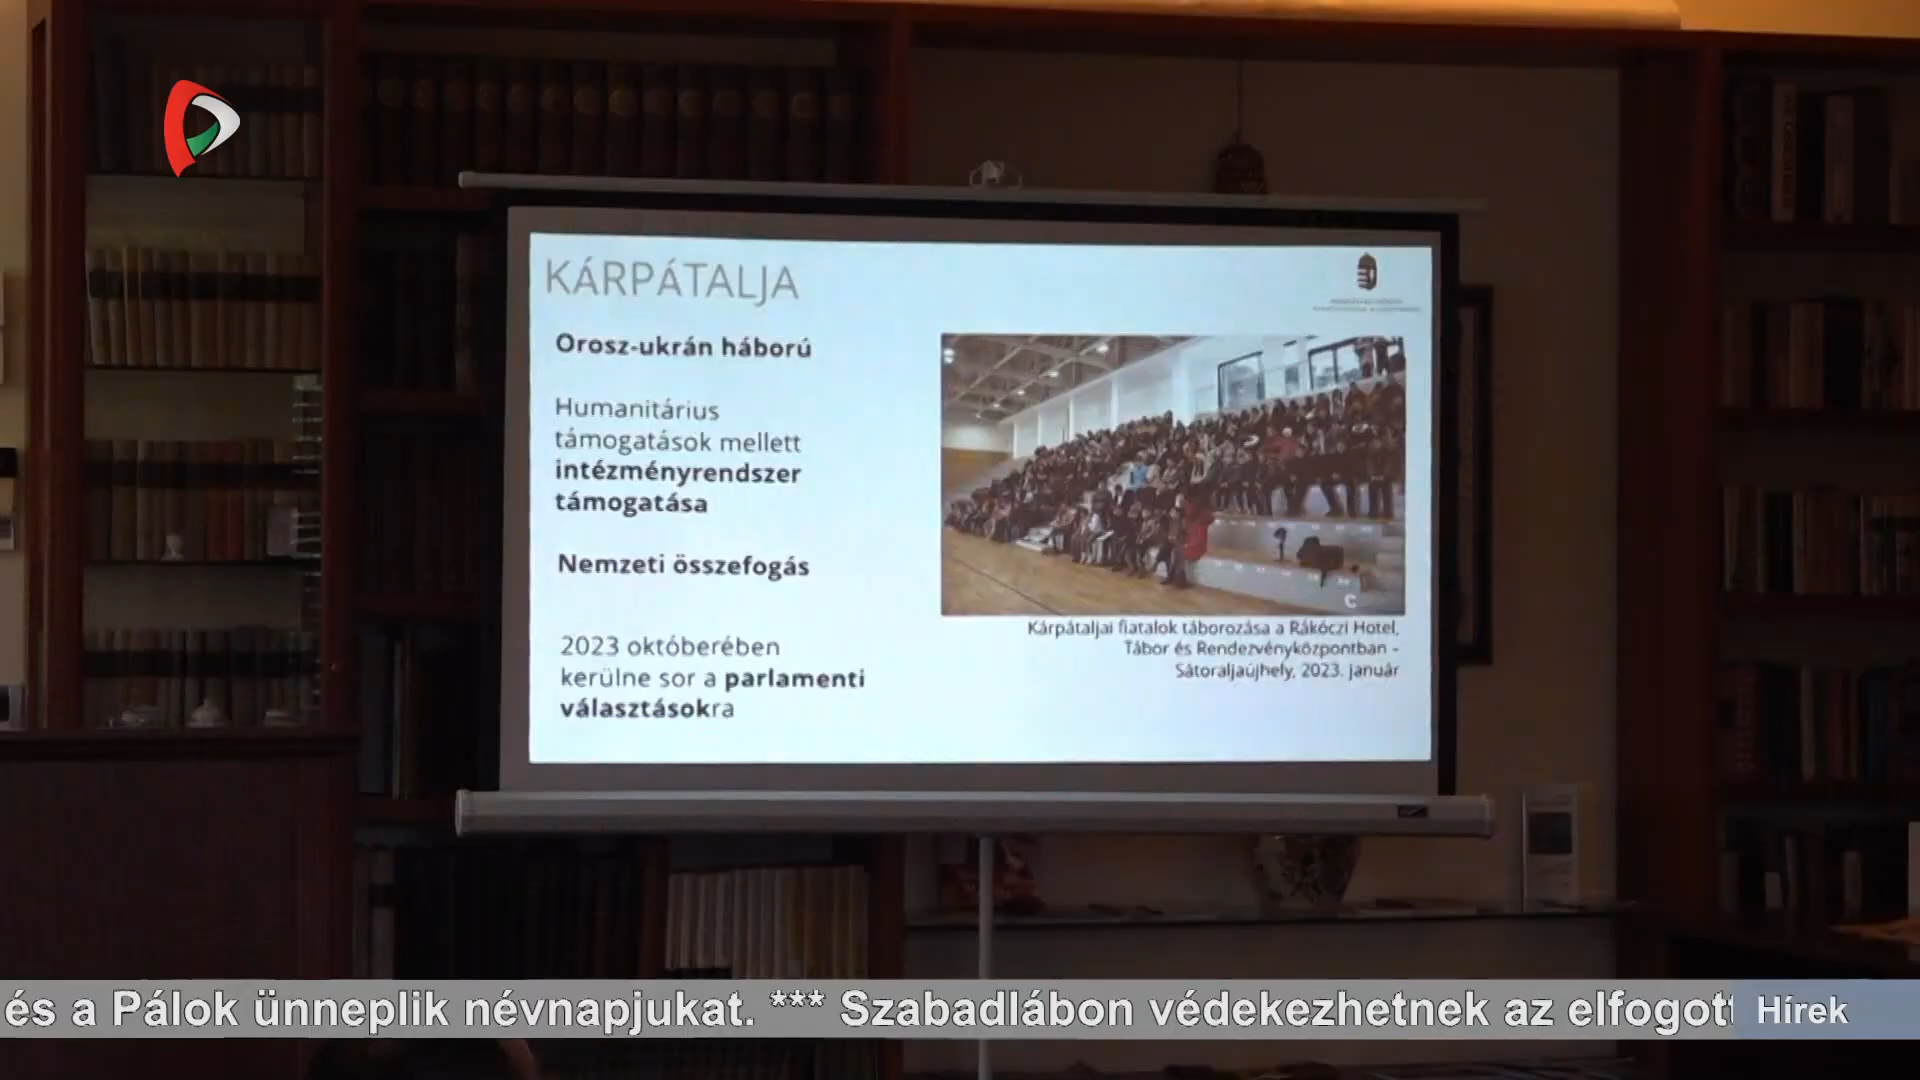 KÁRPÁTALJA
Orosz-ukrán háború
Humanitárius
támogatások mellett
intézményrendszer
támogatása
Nemzeti összefogás
2023 októberében
kerülne sor a parlamenti
választásokra
Kárpátaljai fiatalok táborozása a Rákóczi Hotel,
Tábor és Rendezvényközpontban -
Sátoraljaújhely, 2023. január
és a Pálok ünneplik névnapjukat. *** Szabadlábon védekezhetnek az elfogott
Hírek